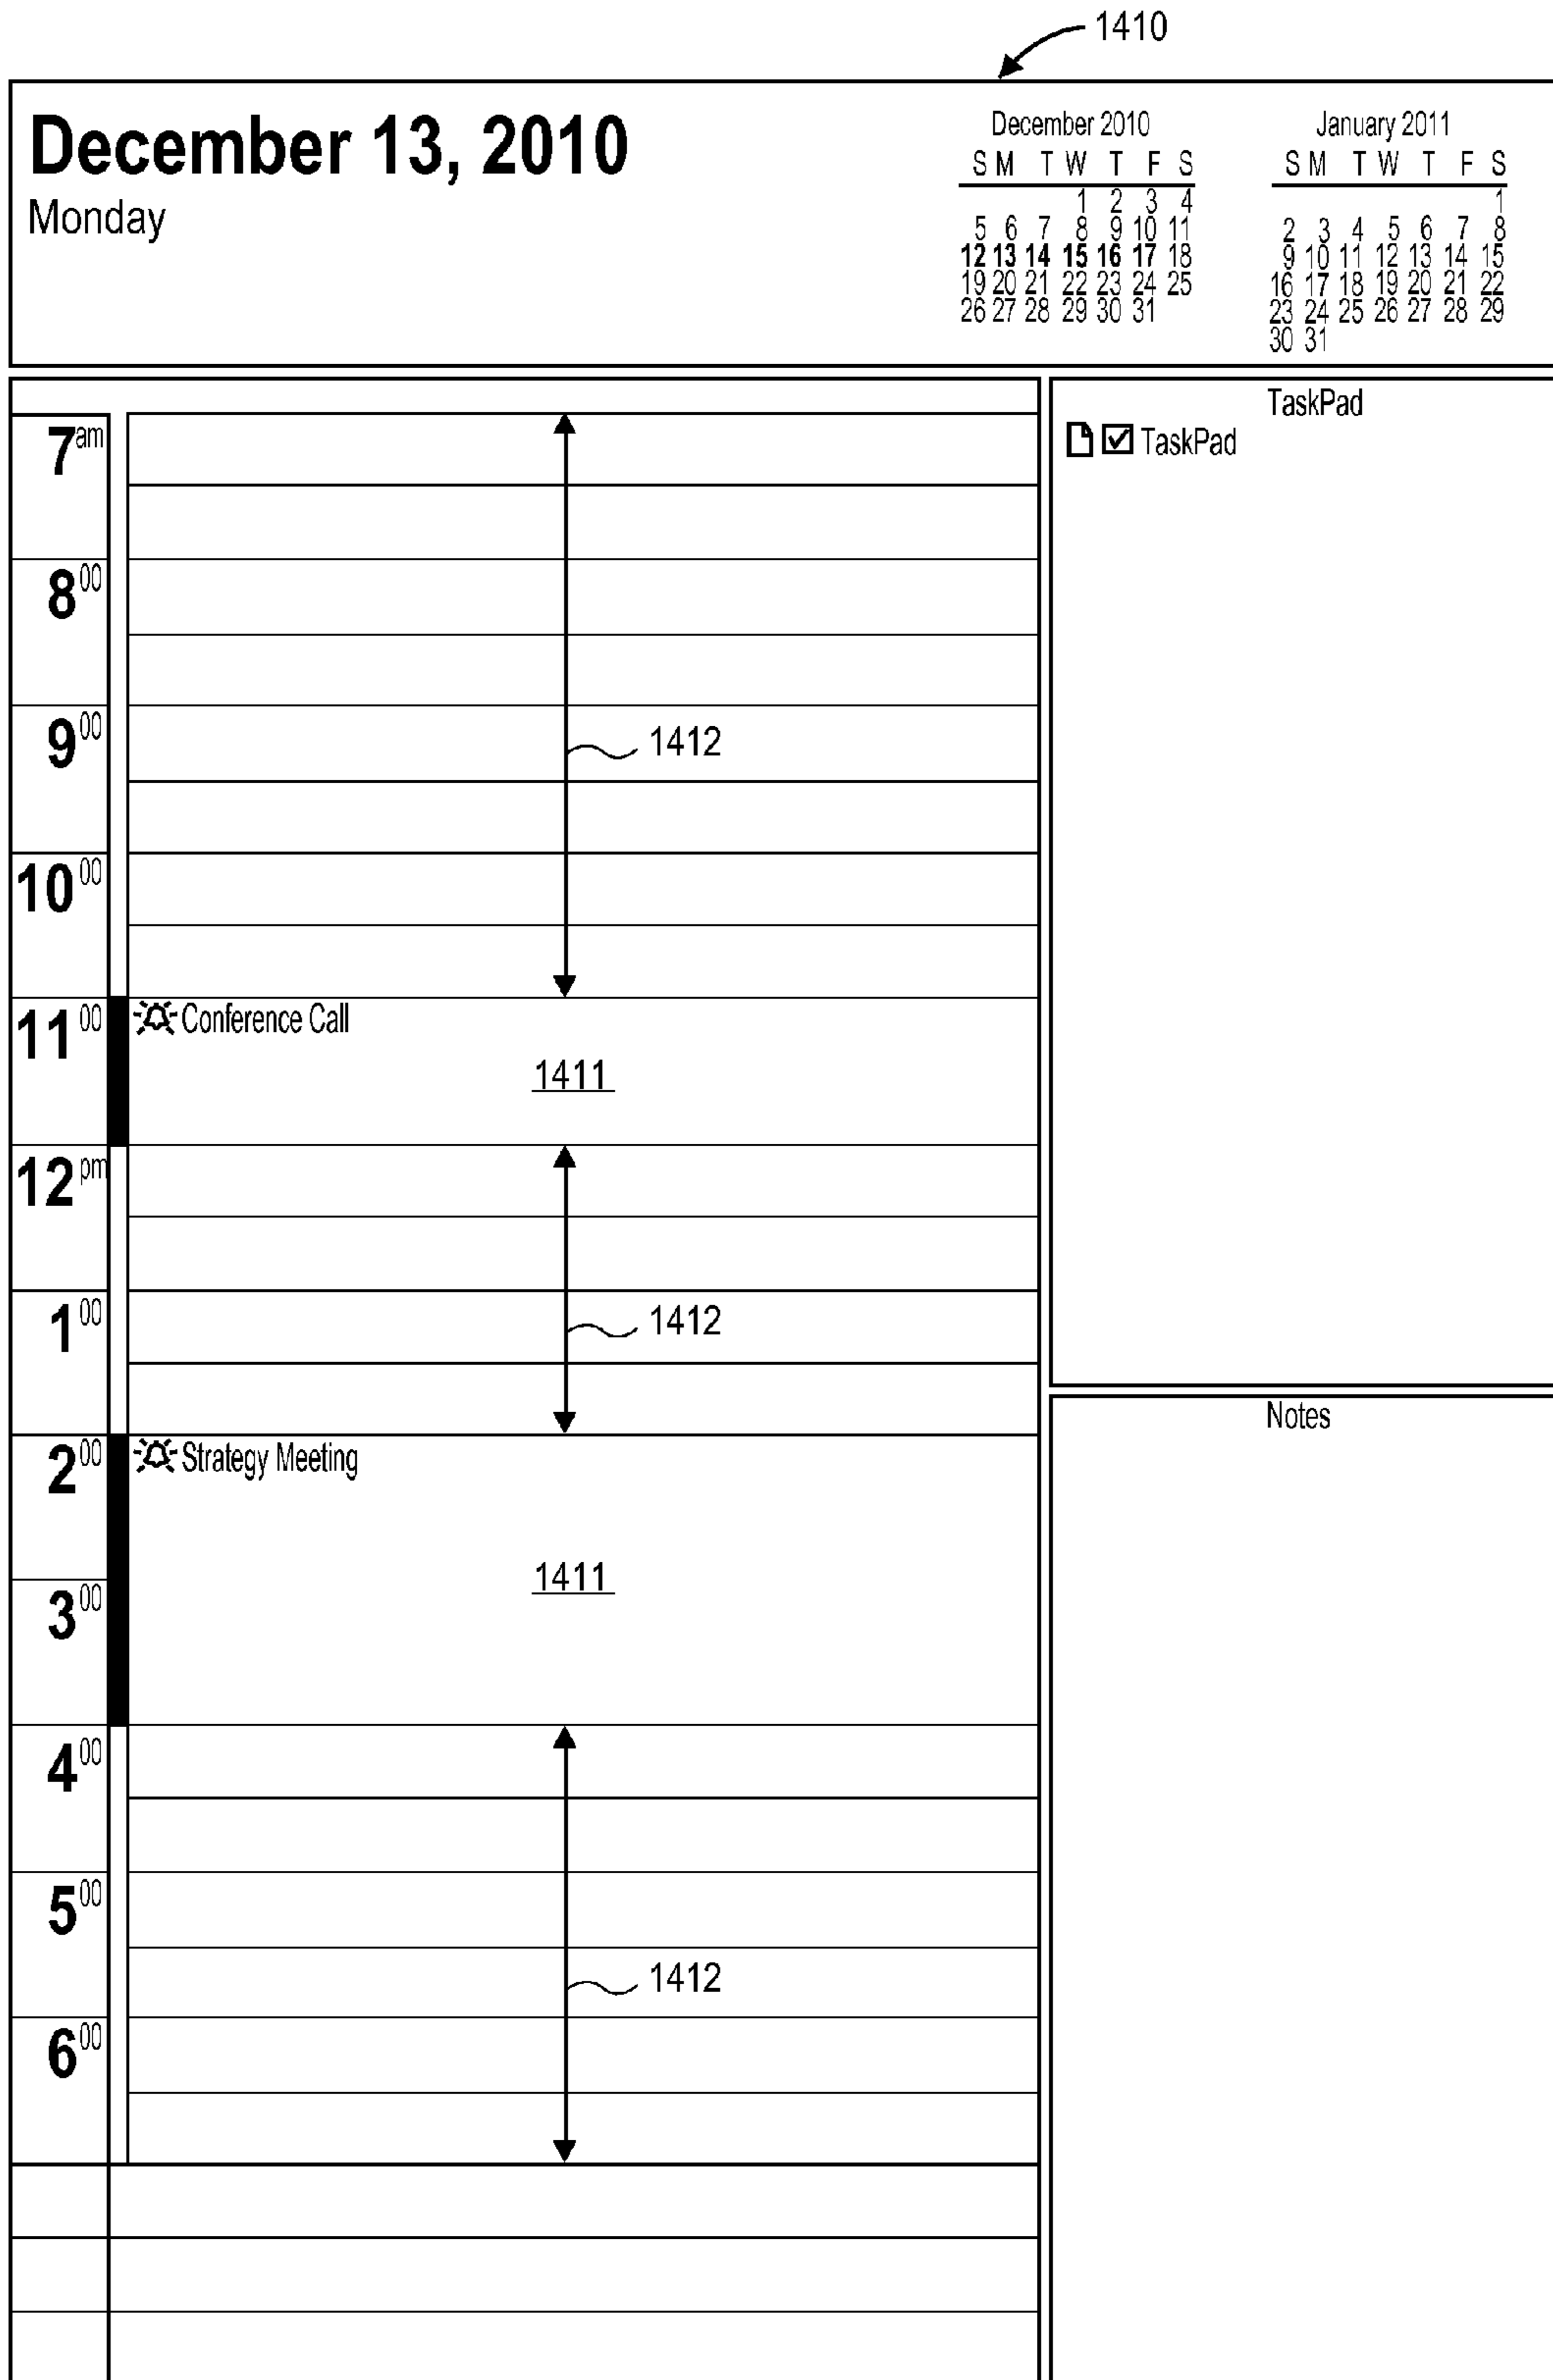 1410
December 13, 2010
Monday
December 2010
S M T W T F S
1 2 3 4
5 6 7 8 9 10 11
12 13 14 15 16 17 18
19 20 21 22 23 24 25
26 27 28 29 30 31
January 2011
S M T W T F S
1
2 3 4 5 6 7 8
9 10 11 12 13 14 15
16 17 18 19 20 21 22
23 24 25 26 27 28 29
30 31
7 am
8 00
9 00
1412
10 00
11 00 Conference Call
1411
12 pm
1 00
1412
2 00 Strategy Meeting
1411
3 00
4 00
5 00
1412
6 00
TaskPad
TaskPad
Notes